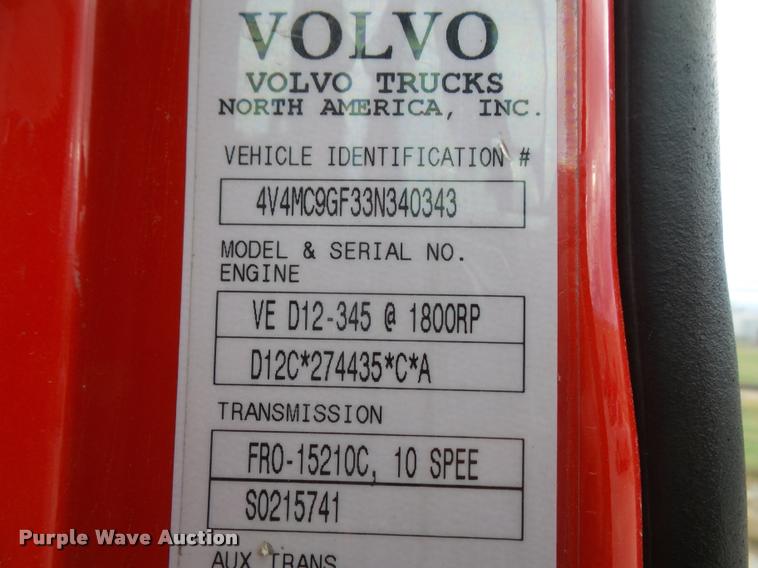 VOLVO
VOLVO TRUCKS
NORTH AMERICA, INC.
VEHICLE IDENTIFICATION #
4V4MC9GF33N340343
MODEL & SERIAL NO.
ENGINE
VE D12-345 @ 1800RP
D12C*274435*C*A
TRANSMISSION
FRO-15210C, 10 SPEE
S0215741
AUX TRANS
Purple Wave Auction